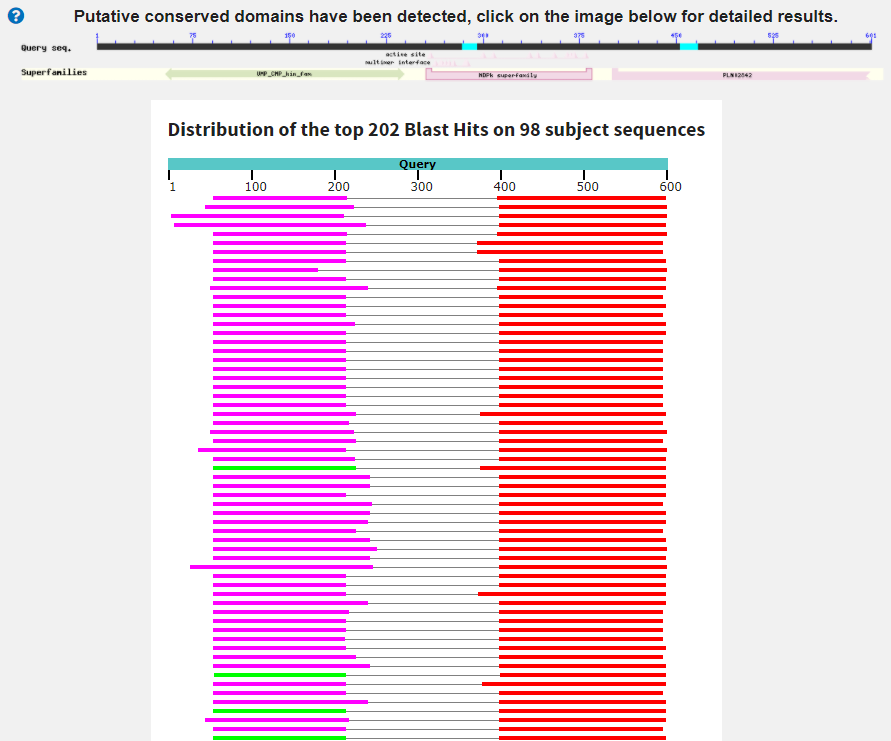 Putative conserved domains have been detected, click on the image below for detailed results.
1 75 150 225 300 375 450 525 601
Query seq.
active site
multimer interface
Superfamilies UMP_CMP_kin_fam NDPk superfamily PLN02842
Distribution of the top 202 Blast Hits on 98 subject sequences
Query
1 100 200 300 400 500 600